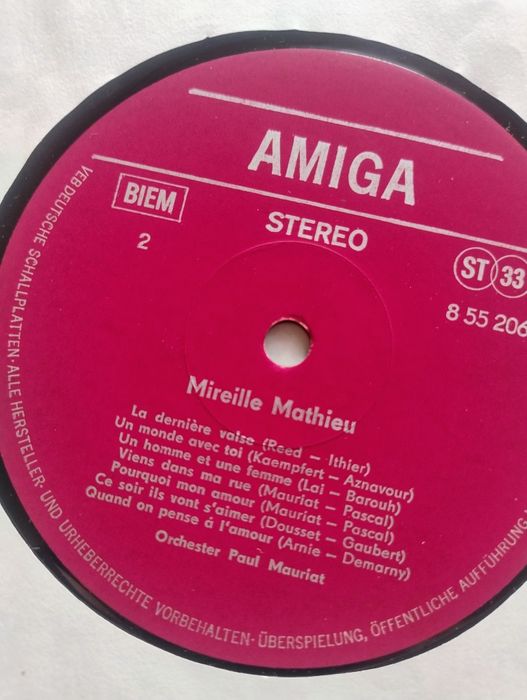 AMIGA
BIEM
STEREO
2
ST 33
8 55 206
Mireille Mathieu
La dernière valse (Reed — Ithier)
Un monde avec toi (Kaempfert — Aznavour)
Un homme et une femme (Lai — Barouh)
Viens dans ma rue (Mauriat — Pascal)
Pourquoi mon amour (Mauriat — Pascal)
Ce soir ils vont s'aimer (Dousset — Gaubert)
Quand on pense á l'amour (Arnie — Demarny)
Orchester Paul Mauriat
VEB DEUTSCHE SCHALLPLATTEN · ALLE HERSTELLER- UND URHEBERRECHTE VORBEHALTEN · ÜBERSPIELUNG, ÖFFENTLICHE AUFFÜHRUNG